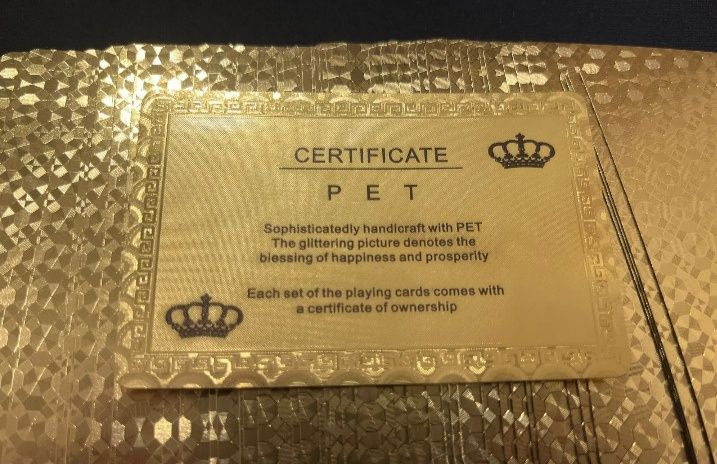 CERTIFICATE
P E T
Sophisticatedly handicraft with PET
The glittering picture denotes the
blessing of happiness and prosperity
Each set of the playing cards comes with
a certificate of ownership